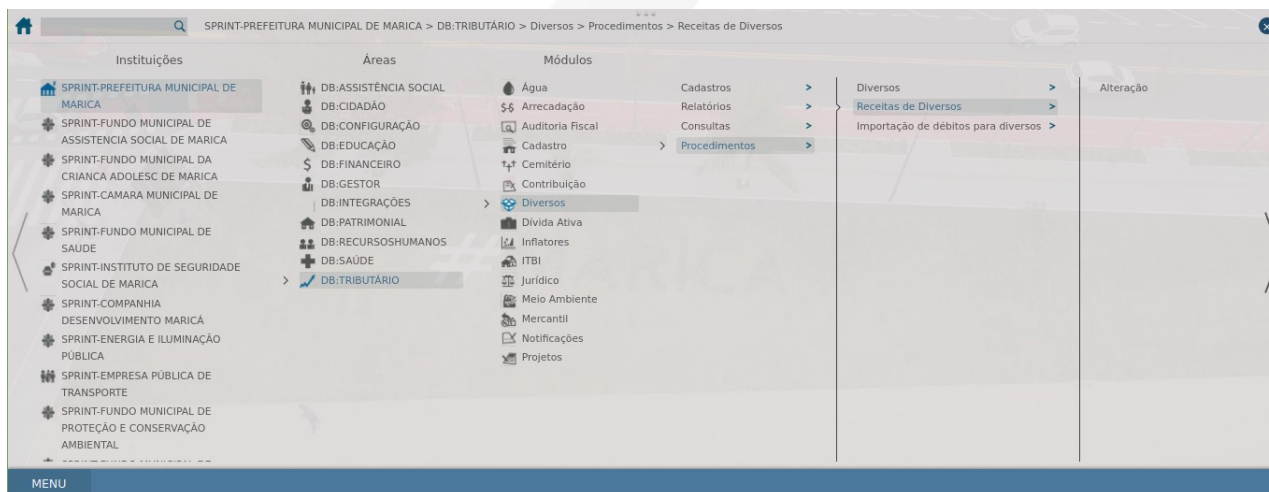 SPRINT-PREFEITURA MUNICIPAL DE MARICA > DB:TRIBUTÁRIO > Diversos > Procedimentos > Receitas de Diversos
Instituições
SPRINT-PREFEITURA MUNICIPAL DE
MARICA
SPRINT-FUNDO MUNICIPAL DE
ASSISTENCIA SOCIAL DE MARICA
SPRINT-FUNDO MUNICIPAL DA
CRIANCA ADOLESC DE MARICA
SPRINT-CAMARA MUNICIPAL DE
MARICA
SPRINT-FUNDO MUNICIPAL DE
SAUDE
SPRINT-INSTITUTO DE SEGURIDADE
SOCIAL DE MARICA
SPRINT-COMPANHIA
DESENVOLVIMENTO MARICÁ
SPRINT-ENERGIA E ILUMINAÇÃO
PÚBLICA
SPRINT-EMPRESA PÚBLICA DE
TRANSPORTE
SPRINT-FUNDO MUNICIPAL DE
PROTEÇÃO E CONSERVAÇÃO
AMBIENTAL
Áreas
DB:ASSISTÊNCIA SOCIAL
DB:CIDADÃO
DB:CONFIGURAÇÃO
DB:EDUCAÇÃO
DB:FINANCEIRO
DB:GESTOR
DB:INTEGRAÇÕES
DB:PATRIMONIAL
DB:RECURSOSHUMANOS
DB:SAÚDE
> DB:TRIBUTÁRIO
Módulos
Água
Arrecadação
Auditoria Fiscal
Cadastro
Cemitério
Contribuição
> Diversos
Dívida Ativa
Inflatores
ITBI
Jurídico
Meio Ambiente
Mercantil
Notificações
Projetos
Cadastros >
Relatórios >
Consultas >
> Procedimentos >
Diversos >
> Receitas de Diversos >
Importação de débitos para diversos >
Alteração
MENU